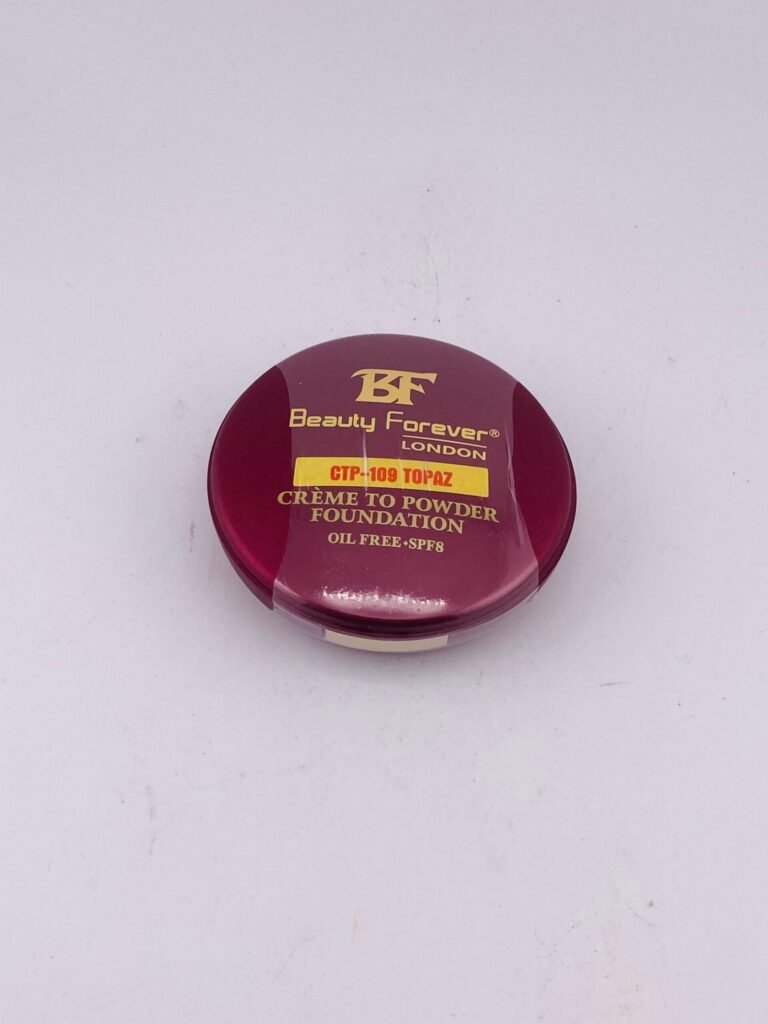 BF
Beauty Forever®
LONDON
CTP-109 TOPAZ
CRÈME TO POWDER
FOUNDATION
OIL FREE•SPF8